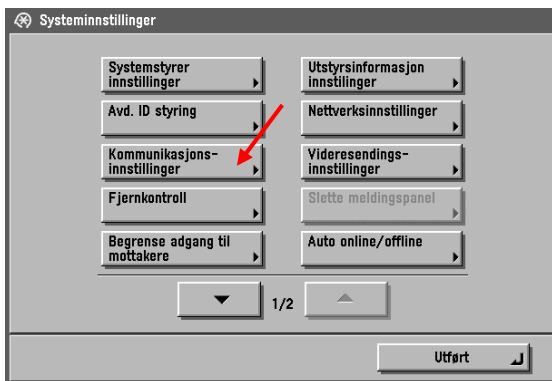 Systeminnstillinger
Systemstyrer
innstillinger
Utstyrsinformasjon
innstilinger
Avd. ID styring
Nettverksinnstillinger
Kommunikasjons-
innstillinger
Videresendings-
innstillinger
Fjernkontroll
Slette meldingspanel
Begrense adgang til
mottakere
Auto online/offline
1/2
Utført